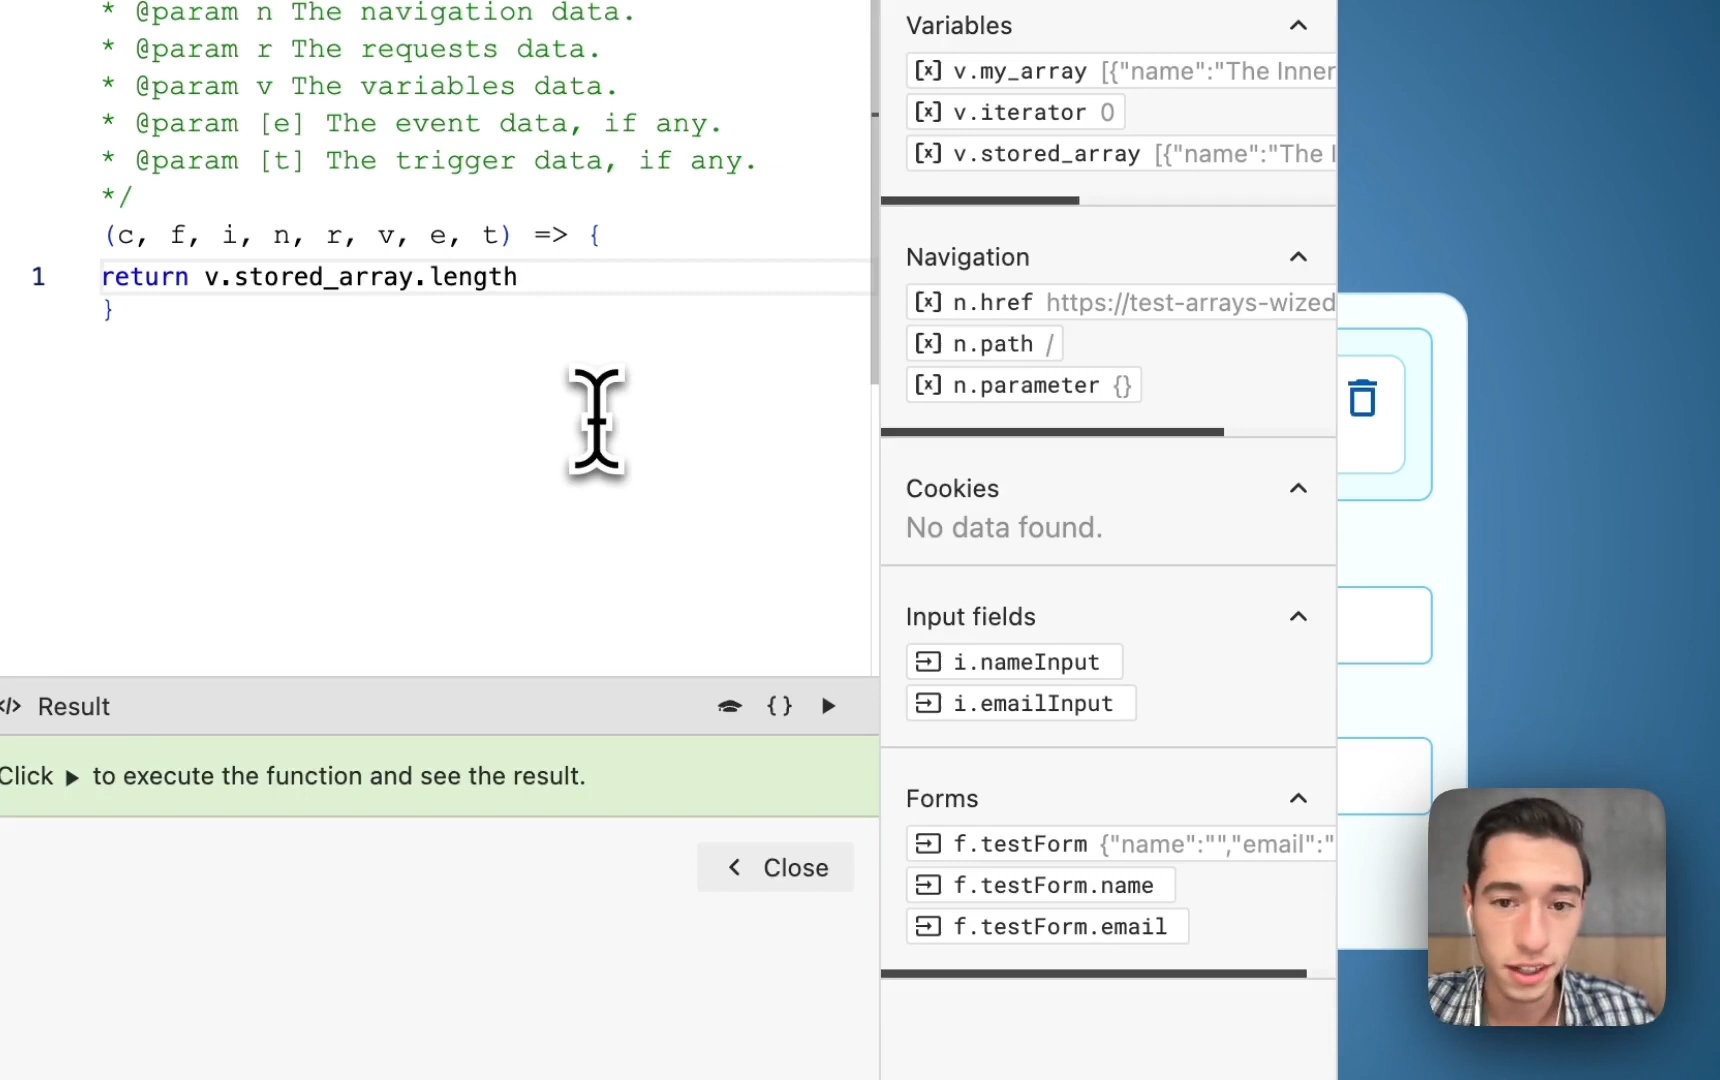 * @param n The navigation data.
* @param r The requests data.
* @param v The variables data.
* @param [e] The event data, if any.
* @param [t] The trigger data, if any.
*/
(c, f, i, n, r, v, e, t) => {
1 return v.stored_array.length
}
</> Result
{}
Click ▶ to execute the function and see the result.
Close
Variables
[x] v.my_array [{"name":"The Inner
[x] v.iterator 0
[x] v.stored_array [{"name":"The I
Navigation
[x] n.href https://test-arrays-wized
[x] n.path /
[x] n.parameter {}
Cookies
No data found.
Input fields
i.nameInput
i.emailInput
Forms
f.testForm {"name":"","email":"
f.testForm.name
f.testForm.email